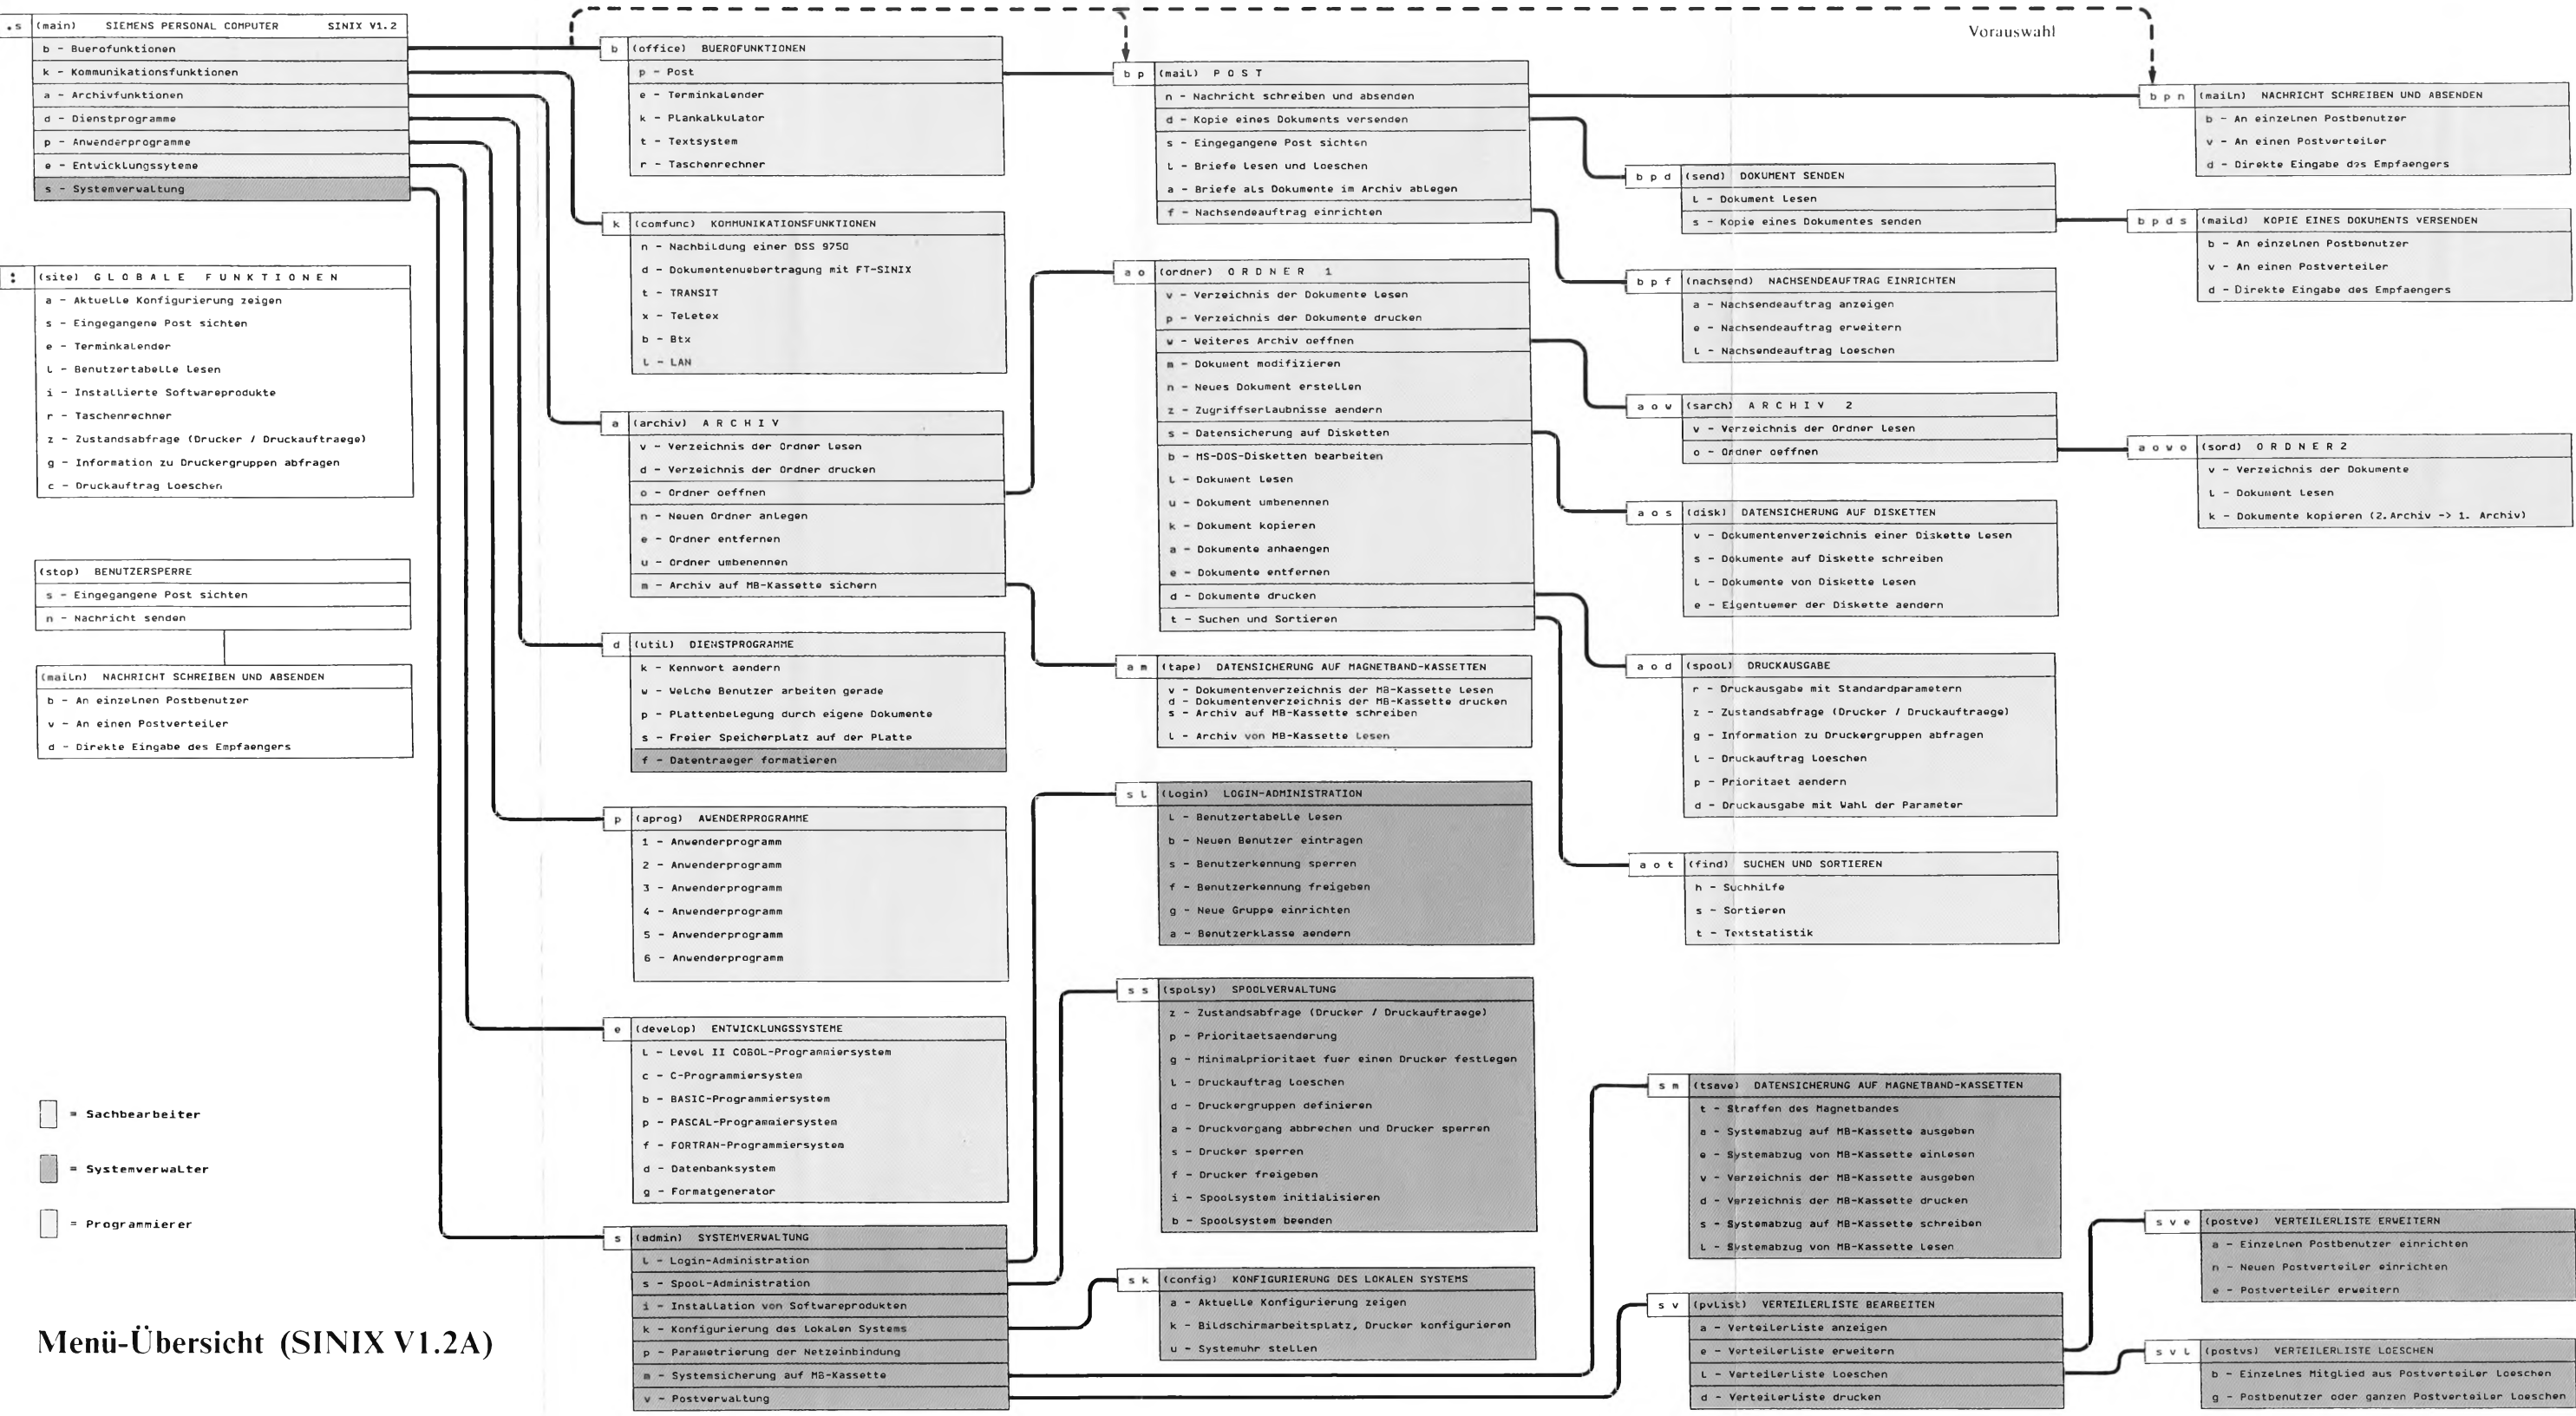 .s (main) SIEMENS PERSONAL COMPUTER SINIX V1.2
b - Buerofunktionen
k - Kommunikationsfunktionen
a - Archivfunktionen
d - Dienstprogramme
p - Anwenderprogramme
e - Entwicklungssyteme
s - Systemverwaltung
: (site) GLOBALE FUNKTIONEN
a - Aktuelle Konfigurierung zeigen
s - Eingegangene Post sichten
e - Terminkalender
l - Benutzertabelle lesen
i - Installierte Softwareprodukte
r - Taschenrechner
z - Zustandsabfrage (Drucker / Druckauftraege)
g - Information zu Druckergruppen abfragen
c - Druckauftrag loeschen
(stop) BENUTZERSPERRE
s - Eingegangene Post sichten
n - Nachricht senden
(mailn) NACHRICHT SCHREIBEN UND ABSENDEN
b - An einzelnen Postbenutzer
v - An einen Postverteiler
d - Direkte Eingabe des Empfaengers
= Sachbearbeiter
= Systemverwalter
= Programmierer
Menü-Übersicht (SINIX V1.2A)
b (office) BUEROFUNKTIONEN
p - Post
e - Terminkalender
k - Plankalkulator
t - Textsystem
r - Taschenrechner
k (comfunc) KOMMUNIKATIONSFUNKTIONEN
n - Nachbildung einer DSS 9750
d - Dokumentenuebertragung mit FT-SINIX
t - TRANSIT
x - Teletex
b - Btx
l - LAN
a (archiv) ARCHIV
v - Verzeichnis der Ordner lesen
d - Verzeichnis der Ordner drucken
o - Ordner oeffnen
n - Neuen Ordner anlegen
e - Ordner entfernen
u - Ordner umbenennen
m - Archiv auf MB-Kassette sichern
d (util) DIENSTPROGRAMME
k - Kennwort aendern
w - Welche Benutzer arbeiten gerade
p - Plattenbelegung durch eigene Dokumente
s - Freier Speicherplatz auf der Platte
f - Datentraeger formatieren
p (aprog) AWENDERPROGRAMME
1 - Anwenderprogramm
2 - Anwenderprogramm
3 - Anwenderprogramm
4 - Anwenderprogramm
5 - Anwenderprogramm
6 - Anwenderprogramm
e (develop) ENTWICKLUNGSSYSTEME
l - Level II COBOL-Programmiersystem
c - C-Programmiersystem
b - BASIC-Programmiersystem
p - PASCAL-Programmiersystem
f - FORTRAN-Programmiersystem
d - Datenbanksystem
g - Formatgenerator
s (admin) SYSTEMVERWALTUNG
l - Login-Administration
s - Spool-Administration
i - Installation von Softwareprodukten
k - Konfigurierung des lokalen Systems
p - Parametrierung der Netzeinbindung
m - Systemsicherung auf MB-Kassette
v - Postverwaltung
b p (mail) POST
n - Nachricht schreiben und absenden
d - Kopie eines Dokuments versenden
s - Eingegangene Post sichten
l - Briefe lesen und loeschen
a - Briefe als Dokumente im Archiv ablegen
f - Nachsendeauftrag einrichten
a o (ordner) ORDNER 1
v - Verzeichnis der Dokumente lesen
p - Verzeichnis der Dokumente drucken
w - Weiteres Archiv oeffnen
m - Dokument modifizieren
n - Neues Dokument erstellen
z - Zugriffserlaubnisse aendern
s - Datensicherung auf Disketten
b - MS-DOS-Disketten bearbeiten
l - Dokument lesen
u - Dokument umbenennen
k - Dokument kopieren
a - Dokumente anhaengen
e - Dokumente entfernen
d - Dokumente drucken
t - Suchen und Sortieren
a m (tape) DATENSICHERUNG AUF MAGNETBAND-KASSETTEN
v - Dokumentenverzeichnis der MB-Kassette lesen
d - Dokumentenverzeichnis der MB-Kassette drucken
s - Archiv auf MB-Kassette schreiben
l - Archiv von MB-Kassette lesen
s l (login) LOGIN-ADMINISTRATION
l - Benutzertabelle lesen
b - Neuen Benutzer eintragen
s - Benutzerkennung sperren
f - Benutzerkennung freigeben
g - Neue Gruppe einrichten
a - Benutzerklasse aendern
s s (spolsy) SPOOLVERWALTUNG
z - Zustandsabfrage (Drucker / Druckauftraege)
p - Prioritaetsaenderung
g - Minimalprioritaet fuer einen Drucker festlegen
l - Druckauftrag loeschen
d - Druckergruppen definieren
a - Druckvorgang abbrechen und Drucker sperren
s - Drucker sperren
f - Drucker freigeben
i - Spoolsystem initialisieren
b - Spoolsystem beenden
s k (config) KONFIGURIERUNG DES LOKALEN SYSTEMS
a - Aktuelle Konfigurierung zeigen
k - Bildschirmarbeitsplatz, Drucker konfigurieren
u - Systemuhr stellen
b p d (send) DOKUMENT SENDEN
l - Dokument lesen
s - Kopie eines Dokumentes senden
b p f (nachsend) NACHSENDEAUFTRAG EINRICHTEN
a - Nachsendeauftrag anzeigen
e - Nachsendeauftrag erweitern
l - Nachsendeauftrag loeschen
a o w (sarch) ARCHIV 2
v - Verzeichnis der Ordner lesen
o - Ordner oeffnen
a o s (disk) DATENSICHERUNG AUF DISKETTEN
v - Dokumentenverzeichnis einer Diskette lesen
s - Dokumente auf Diskette schreiben
l - Dokumente von Diskette lesen
e - Eigentuemer der Diskette aendern
a o d (spool) DRUCKAUSGABE
r - Druckausgabe mit Standardparametern
z - Zustandsabfrage (Drucker / Druckauftraege)
g - Information zu Druckergruppen abfragen
l - Druckauftrag loeschen
p - Prioritaet aendern
d - Druckausgabe mit Wahl der Parameter
a o t (find) SUCHEN UND SORTIEREN
h - Suchhilfe
s - Sortieren
t - Textstatistik
s m (tsave) DATENSICHERUNG AUF MAGNETBAND-KASSETTEN
t - Straffen des Magnetbandes
a - Systemabzug auf MB-Kassette ausgeben
e - Systemabzug von MB-Kassette einlesen
v - Verzeichnis der MB-Kassette ausgeben
d - Verzeichnis der MB-Kassette drucken
s - Systemabzug auf MB-Kassette schreiben
l - Systemabzug von MB-Kassette lesen
s v (pvlist) VERTEILERLISTE BEARBEITEN
a - Verteilerliste anzeigen
e - Verteilerliste erweitern
l - Verteilerliste loeschen
d - Verteilerliste drucken
Vorauswahl
b p n (mailn) NACHRICHT SCHREIBEN UND ABSENDEN
b - An einzelnen Postbenutzer
v - An einen Postverteiler
d - Direkte Eingabe des Empfaengers
b p d s (maild) KOPIE EINES DOKUMENTS VERSENDEN
b - An einzelnen Postbenutzer
v - An einen Postverteiler
d - Direkte Eingabe des Empfaengers
a o w o (sord) ORDNER2
v - Verzeichnis der Dokumente
l - Dokument lesen
k - Dokumente kopieren (2.Archiv -> 1. Archiv)
s v e (postve) VERTEILERLISTE ERWEITERN
a - Einzelnen Postbenutzer einrichten
n - Neuen Postverteiler einrichten
e - Postverteiler erweitern
s v l (postvs) VERTEILERLISTE LOESCHEN
b - Einzelnes Mitglied aus Postverteiler loeschen
g - Postbenutzer oder ganzen Postverteiler loeschen